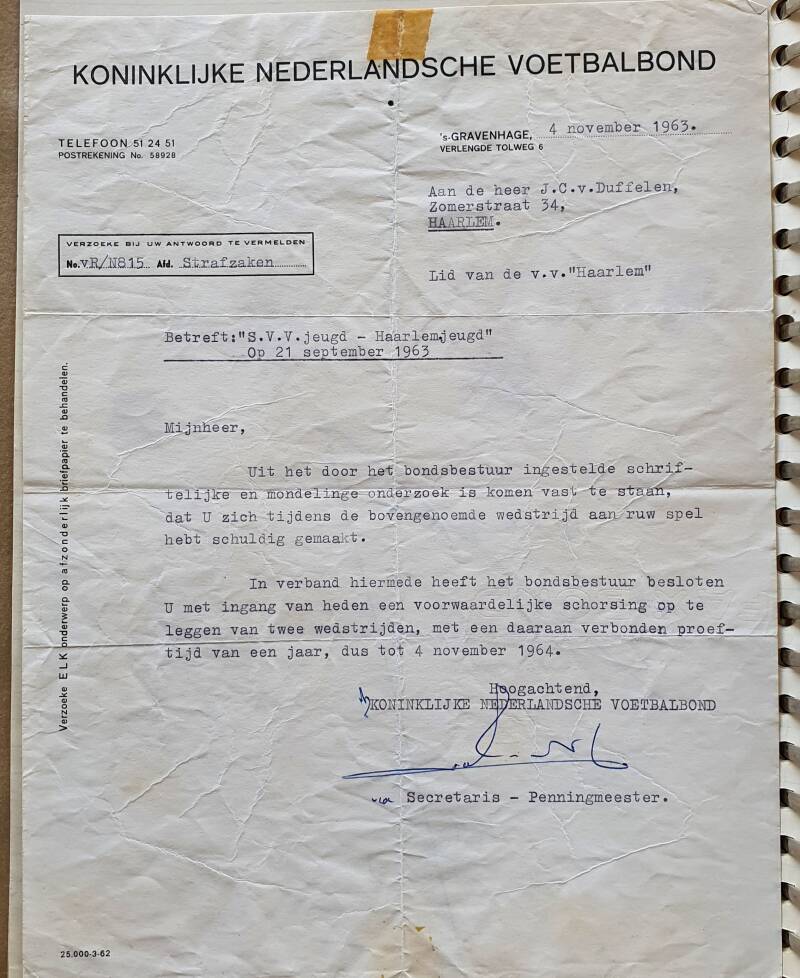 KONINKLIJKE NEDERLANDSCHE VOETBALBOND
TELEFOON 51 24 51
POSTREKENING No. 58928
's-GRAVENHAGE, 4 november 1963.
VERLENGDE TOLWEG 6
Aan de heer J.C.v.Duffelen,
Zomerstraat 34,
HAARLEM.
VERZOEKE BIJ UW ANTWOORD TE VERMELDEN
No. vR/N815 Afd. Strafzaken
Lid van de v.v."Haarlem"
Betreft:"S.V.V.jeugd - Haarlemjeugd"
Op 21 september 1963
Mijnheer,
Uit het door het bondsbestuur ingestelde schrif-
telijke en mondelinge onderzoek is komen vast te staan,
dat U zich tijdens de bovengenoemde wedstrijd aan ruw spel
hebt schuldig gemaakt.
In verband hiermede heeft het bondsbestuur besloten
U met ingang van heden een voorwaardelijke schorsing op te
leggen van twee wedstrijden, met een daaraan verbonden proef-
tijd van een jaar, dus tot 4 november 1964.
Hoogachtend,
KONINKLIJKE NEDERLANDSCHE VOETBALBOND
Secretaris - Penningmeester.
Verzoeke ELK onderwerp op afzonderlijk briefpapier te behandelen.
25.000-3-62